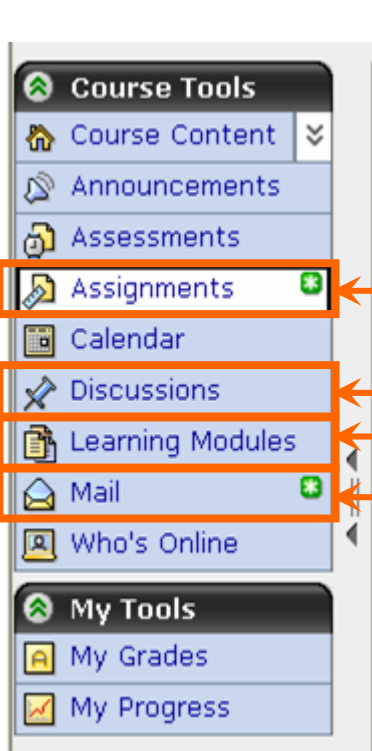 Course Tools
Course Content
Announcements
Assessments
Assignments
Calendar
Discussions
Learning Modules
Mail
Who's Online
My Tools
My Grades
My Progress